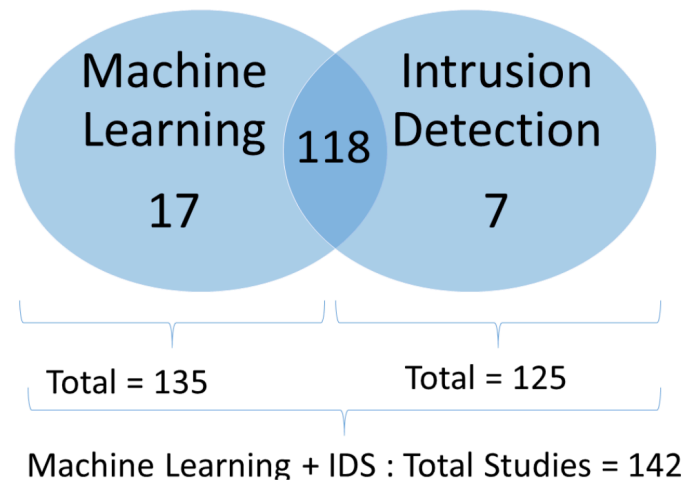 Machine
Learning
17
118
Intrusion
Detection
7
Total = 135
Total = 125
Machine Learning + IDS : Total Studies = 142